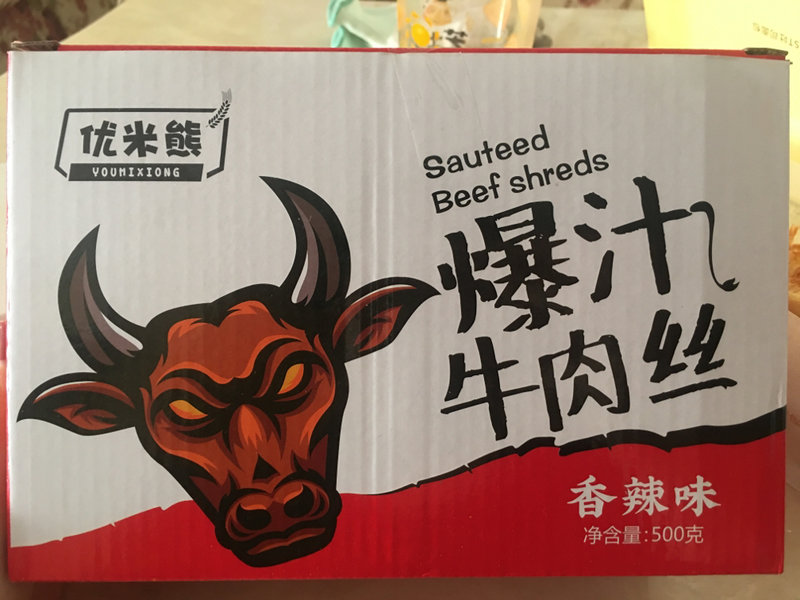 优米熊
YOUMIXIONG
Sauteed
Beef shreds
爆汁
牛肉丝
香辣味
净含量:500克